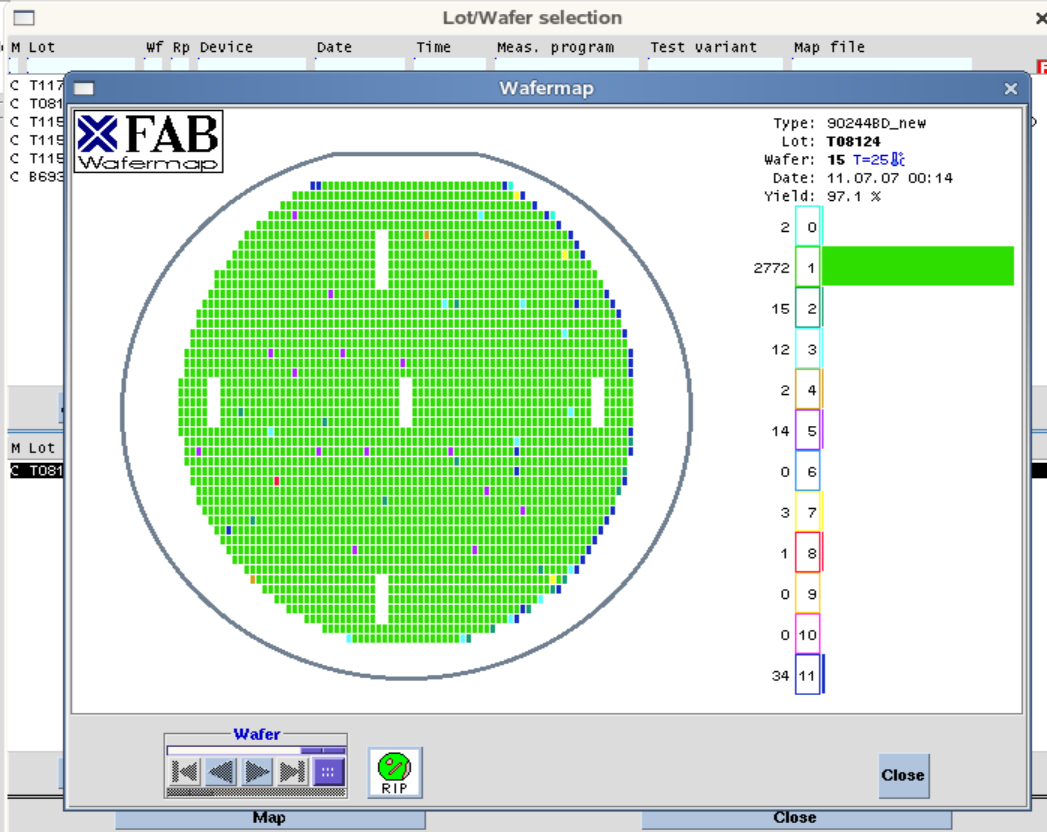 Lot/Wafer selection
M Lot Wf Rp Device Date Time Meas. program Test variant Map file
Wafermap
C T117
C T081
C T115
C T115
C T115
C B693
XFAB
Wafermap
Type: 90244BD_new
Lot: T08124
Wafer: 15 T=25
Date: 11.07.07 00:14
Yield: 97.1 %
2 0
2772 1
15 2
12 3
2 4
14 5
0 6
3 7
1 8
0 9
0 10
34 11
M Lot
C T081
Wafer
RIP
Close
Map
Close